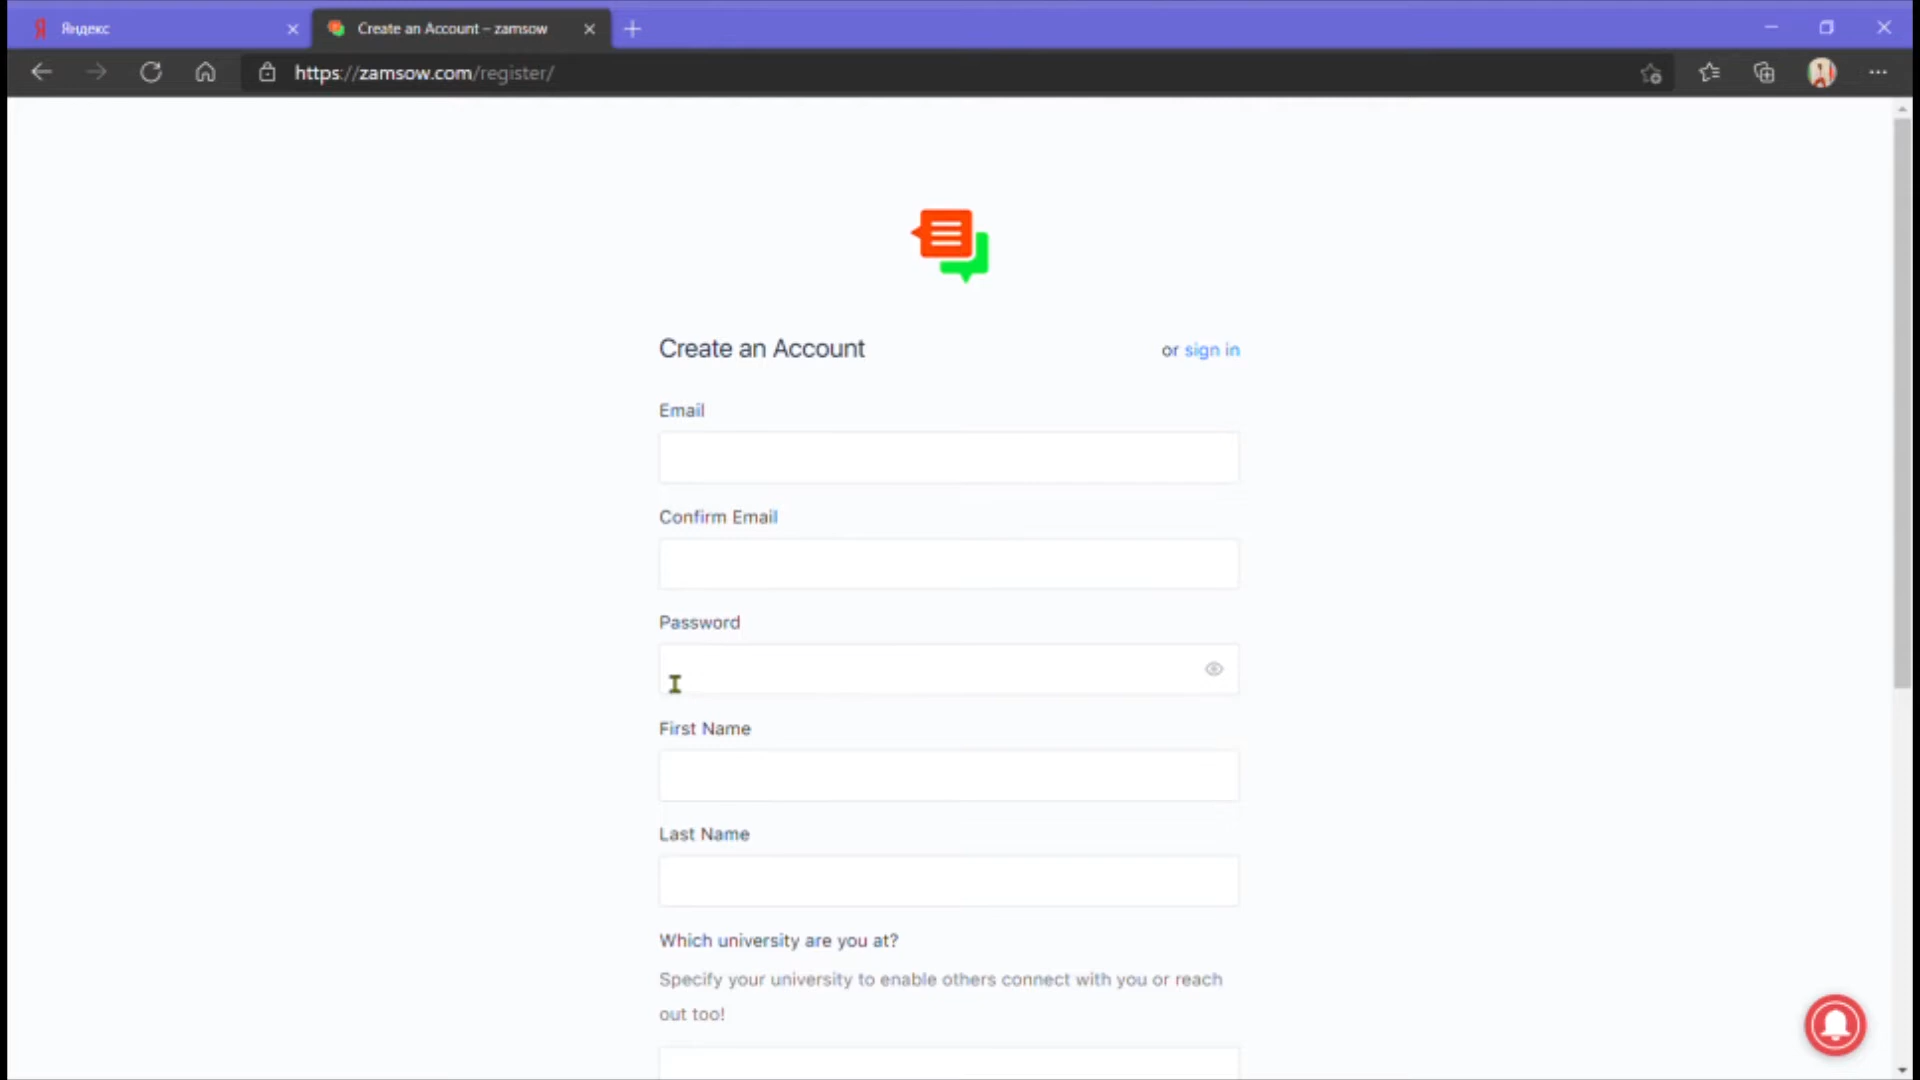 Яндекс
Create an Account – zamsow
https://zamsow.com/register/
Create an Account
or sign in
Email
Confirm Email
Password
First Name
Last Name
Which university are you at?
Specify your university to enable others connect with you or reach
out too!